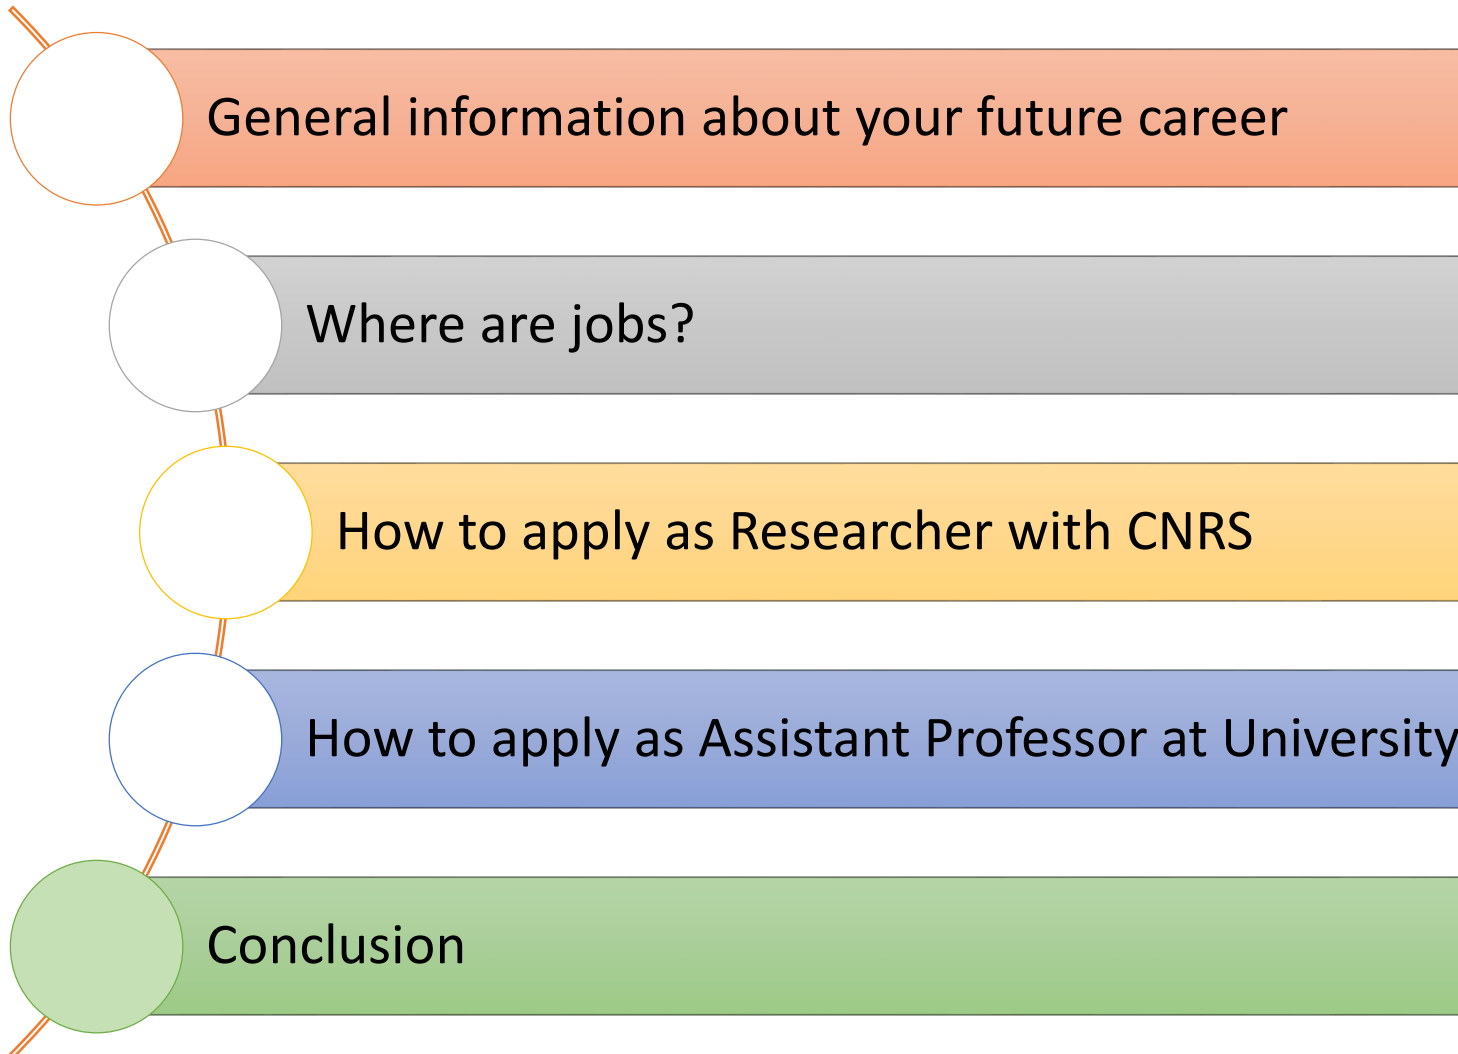 General information about your future career
Where are jobs?
How to apply as Researcher with CNRS
How to apply as Assistant Professor at University
Conclusion